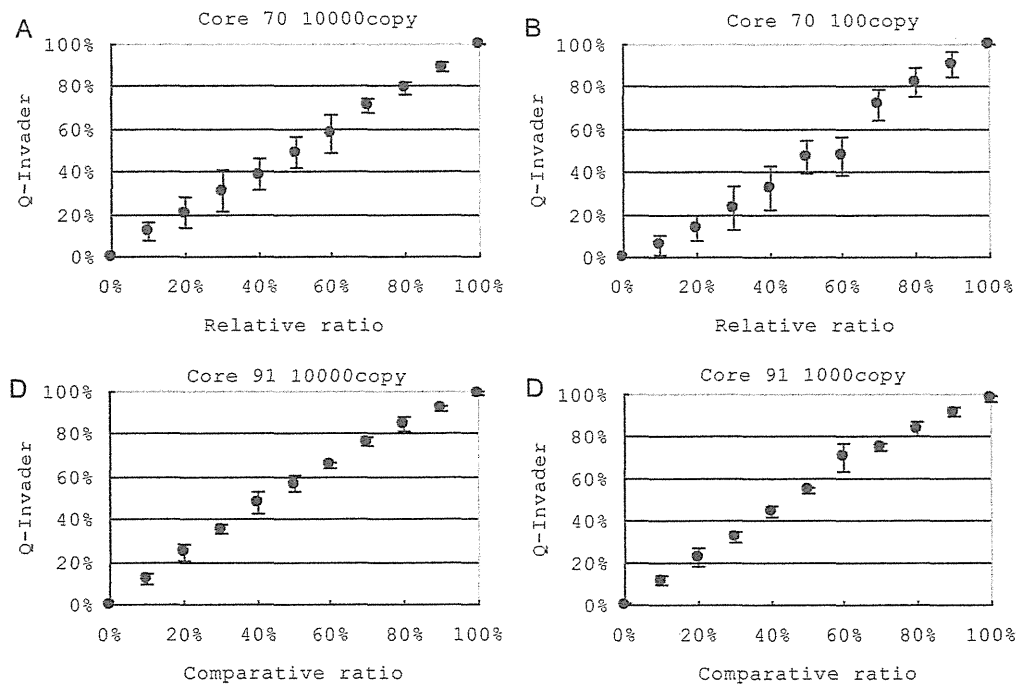 A
Core 70 10000copy
100%
80%
60%
40%
20%
0%
Q-Invader
0% 20% 40% 60% 80% 100%
Relative ratio
B
Core 70 100copy
100%
80%
60%
40%
20%
0%
Q-Invader
0% 20% 40% 60% 80% 100%
Relative ratio
D
Core 91 10000copy
100%
80%
60%
40%
20%
0%
Q-Invader
0% 20% 40% 60% 80% 100%
Comparative ratio
D
Core 91 1000copy
100%
80%
60%
40%
20%
0%
Q-Invader
0% 20% 40% 60% 80% 100%
Comparative ratio